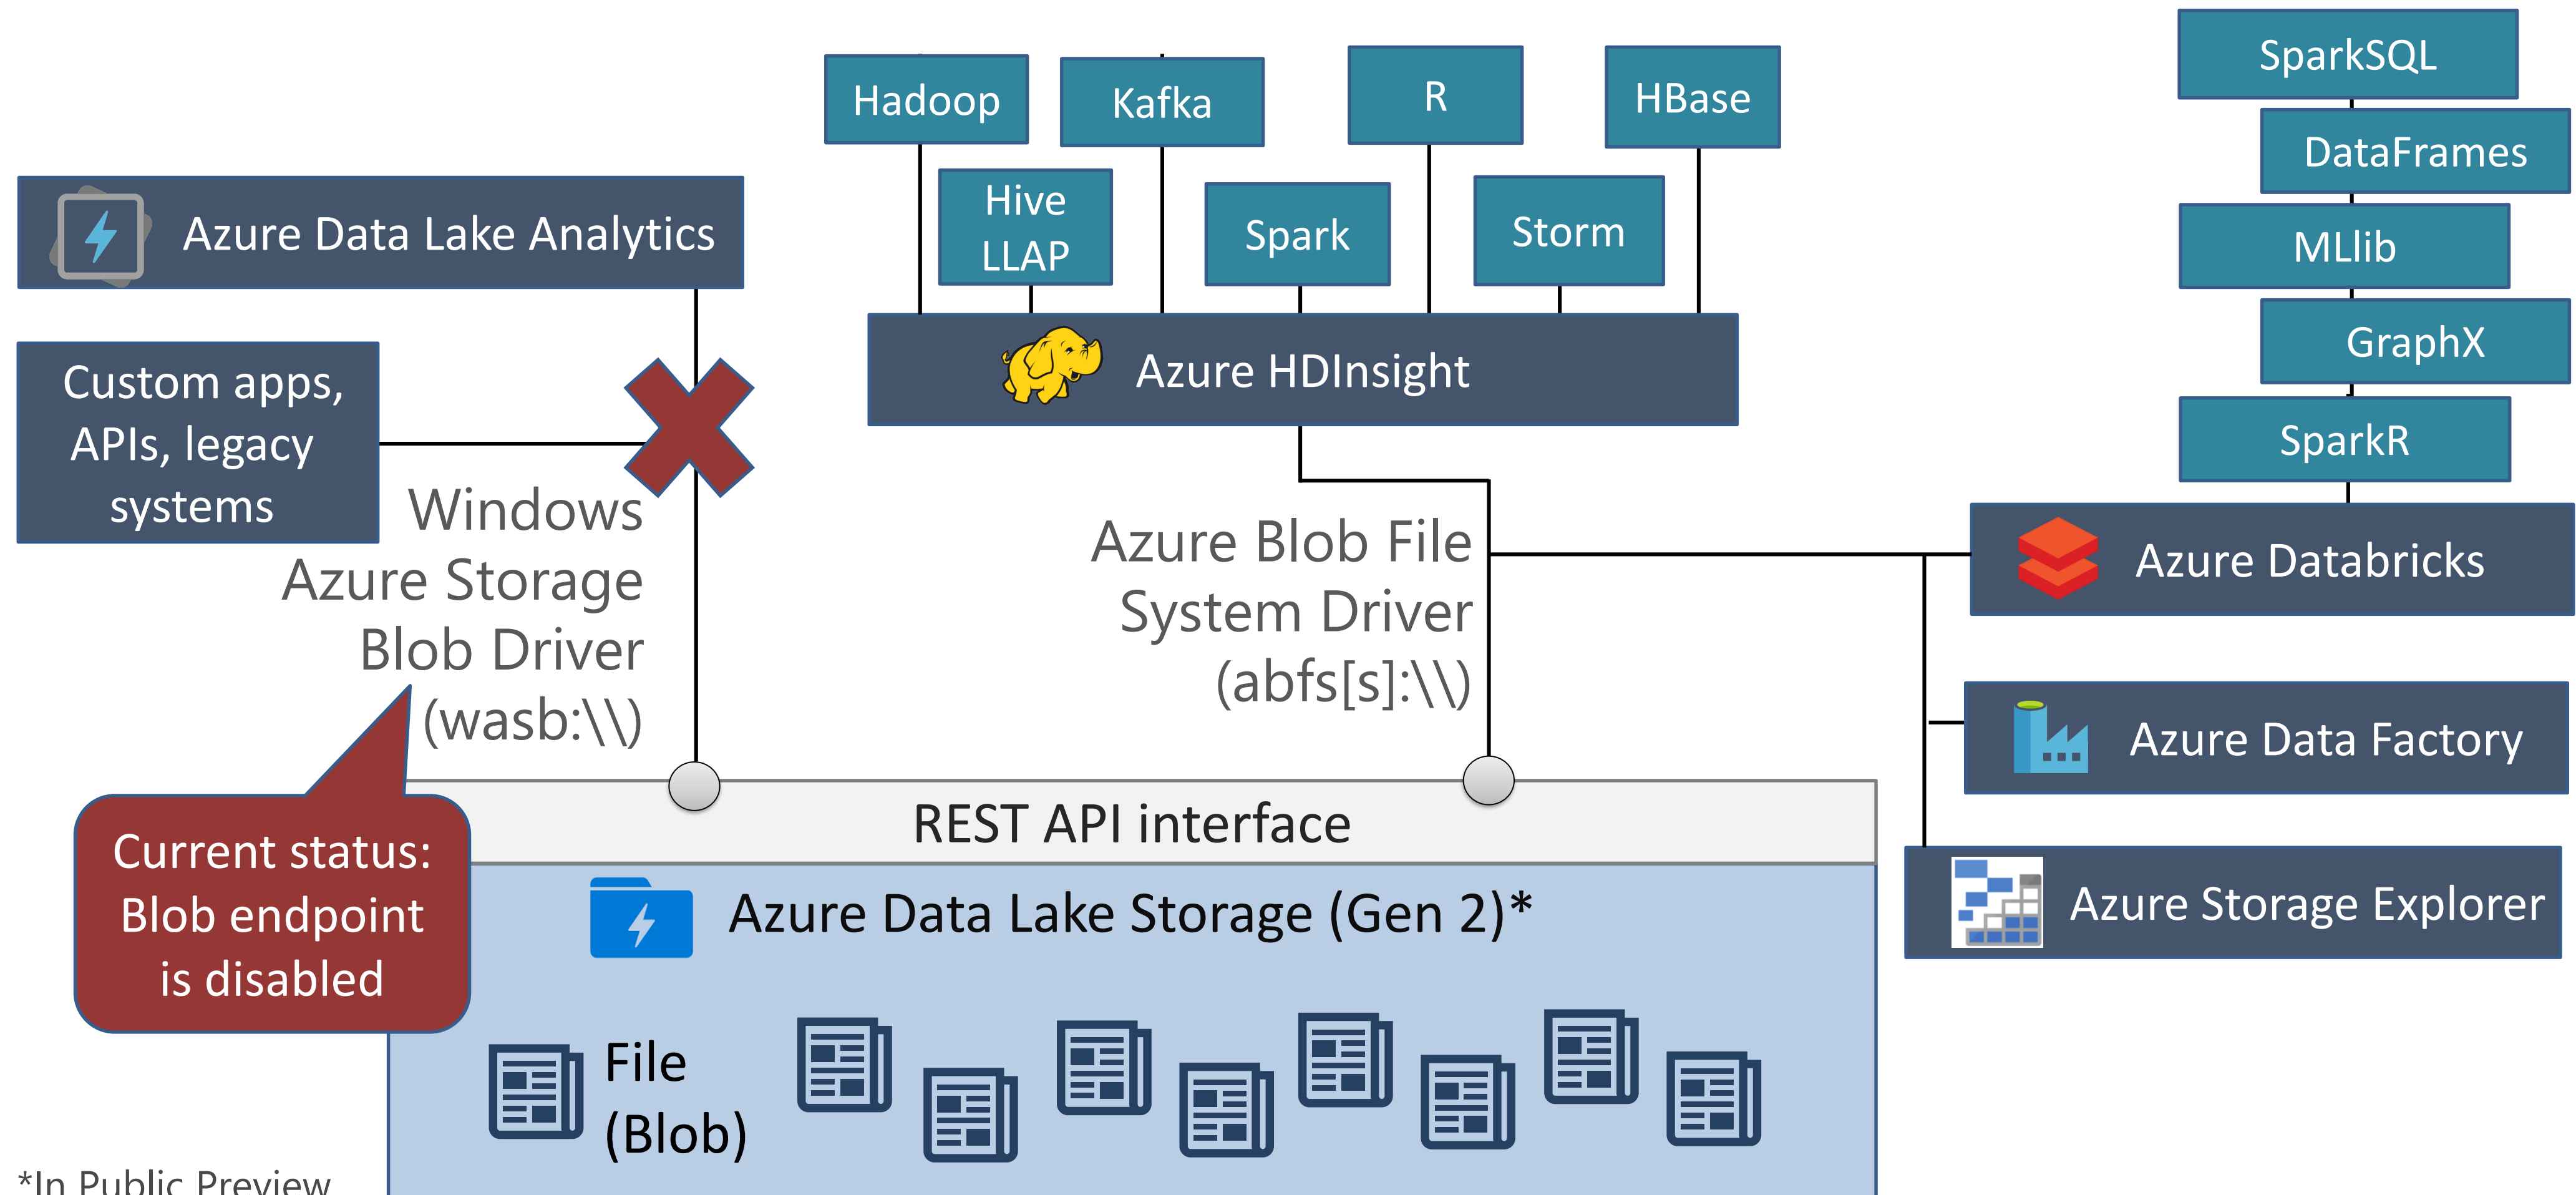 Hadoop
Kafka
R
HBase
Hive
LLAP
Spark
Storm
SparkSQL
DataFrames
MLlib
GraphX
SparkR
Azure Data Lake Analytics
Custom apps,
APIs, legacy
systems
Azure HDInsight
Windows
Azure Storage
Blob Driver
(wasb:\\)
Azure Blob File
System Driver
(abfs[s]:\\)
Azure Databricks
Azure Data Factory
Azure Storage Explorer
Current status:
Blob endpoint
is disabled
REST API interface
Azure Data Lake Storage (Gen 2)*
File
(Blob)
*In Public Preview